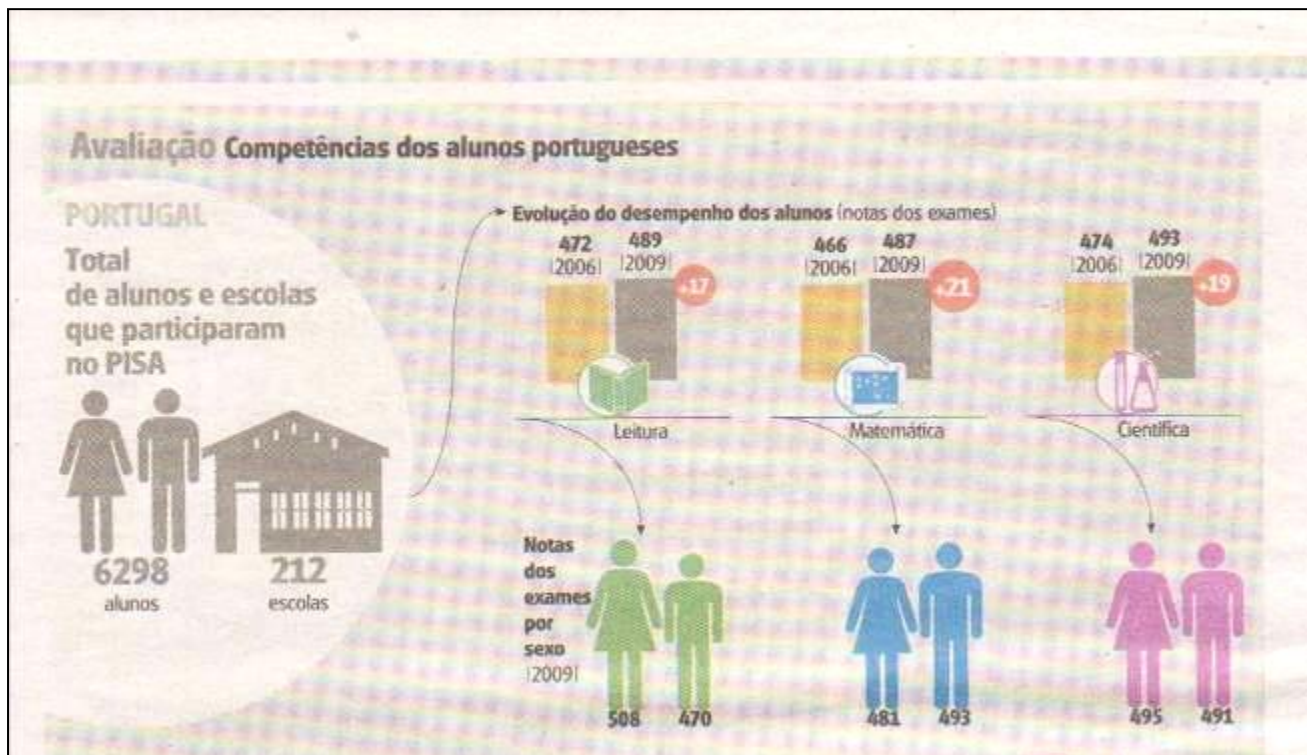 Avaliação Competências dos alunos portugueses
PORTUGAL
Total
de alunos e escolas
que participaram
no PISA
6298
alunos
212
escolas
Evolução do desempenho dos alunos (notas dos exames)
472
|2006|
489
|2009|
+17
Leitura
466
|2006|
487
|2009|
+21
Matemática
474
|2006|
493
|2009|
+19
Científica
Notas
dos
exames
por
sexo
|2009|
508 470
481 493
495 491